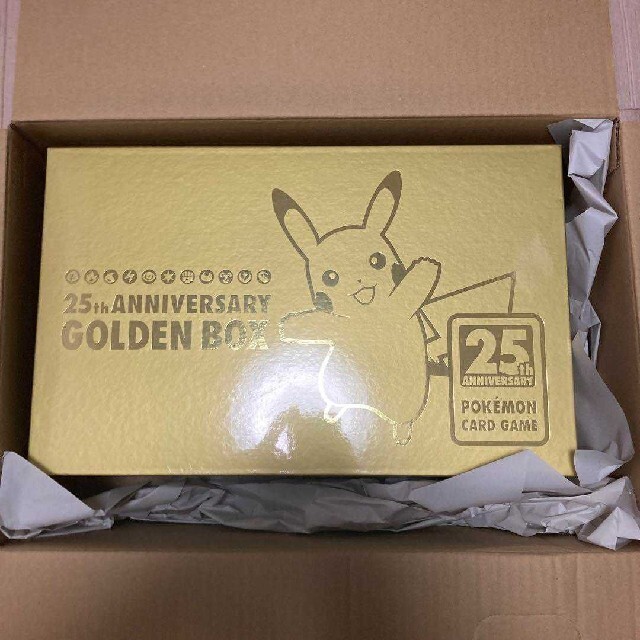 25th ANNIVERSARY
GOLDEN BOX
25th
ANNIVERSARY
POKÉMON
CARD GAME